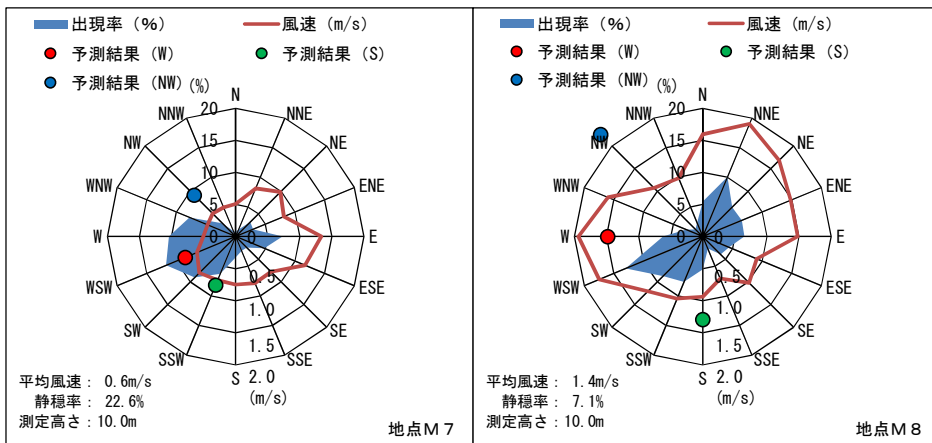 出現率（%） 風速（m/s）
予測結果（W） 予測結果（S）
予測結果（NW） (%)
N
NNW 20 NNE
NW 15 NE
10
WNW 5 ENE
W 0 0 E
WSW 0.5 ESE
SW 1.0 SE
SSW 1.5 SSE
S 2.0
(m/s)
平均風速： 0.6m/s
静穏率： 22.6%
測定高さ：10.0m
地点Ｍ７
出現率（%） 風速（m/s）
予測結果（W） 予測結果（S）
予測結果（NW） (%)
N
NNW 20 NNE
NW 15 NE
10
WNW 5 ENE
W 0 0 E
WSW 0.5 ESE
SW 1.0 SE
SSW 1.5 SSE
S 2.0
(m/s)
平均風速： 1.4m/s
静穏率： 7.1%
測定高さ：10.0m
地点Ｍ８